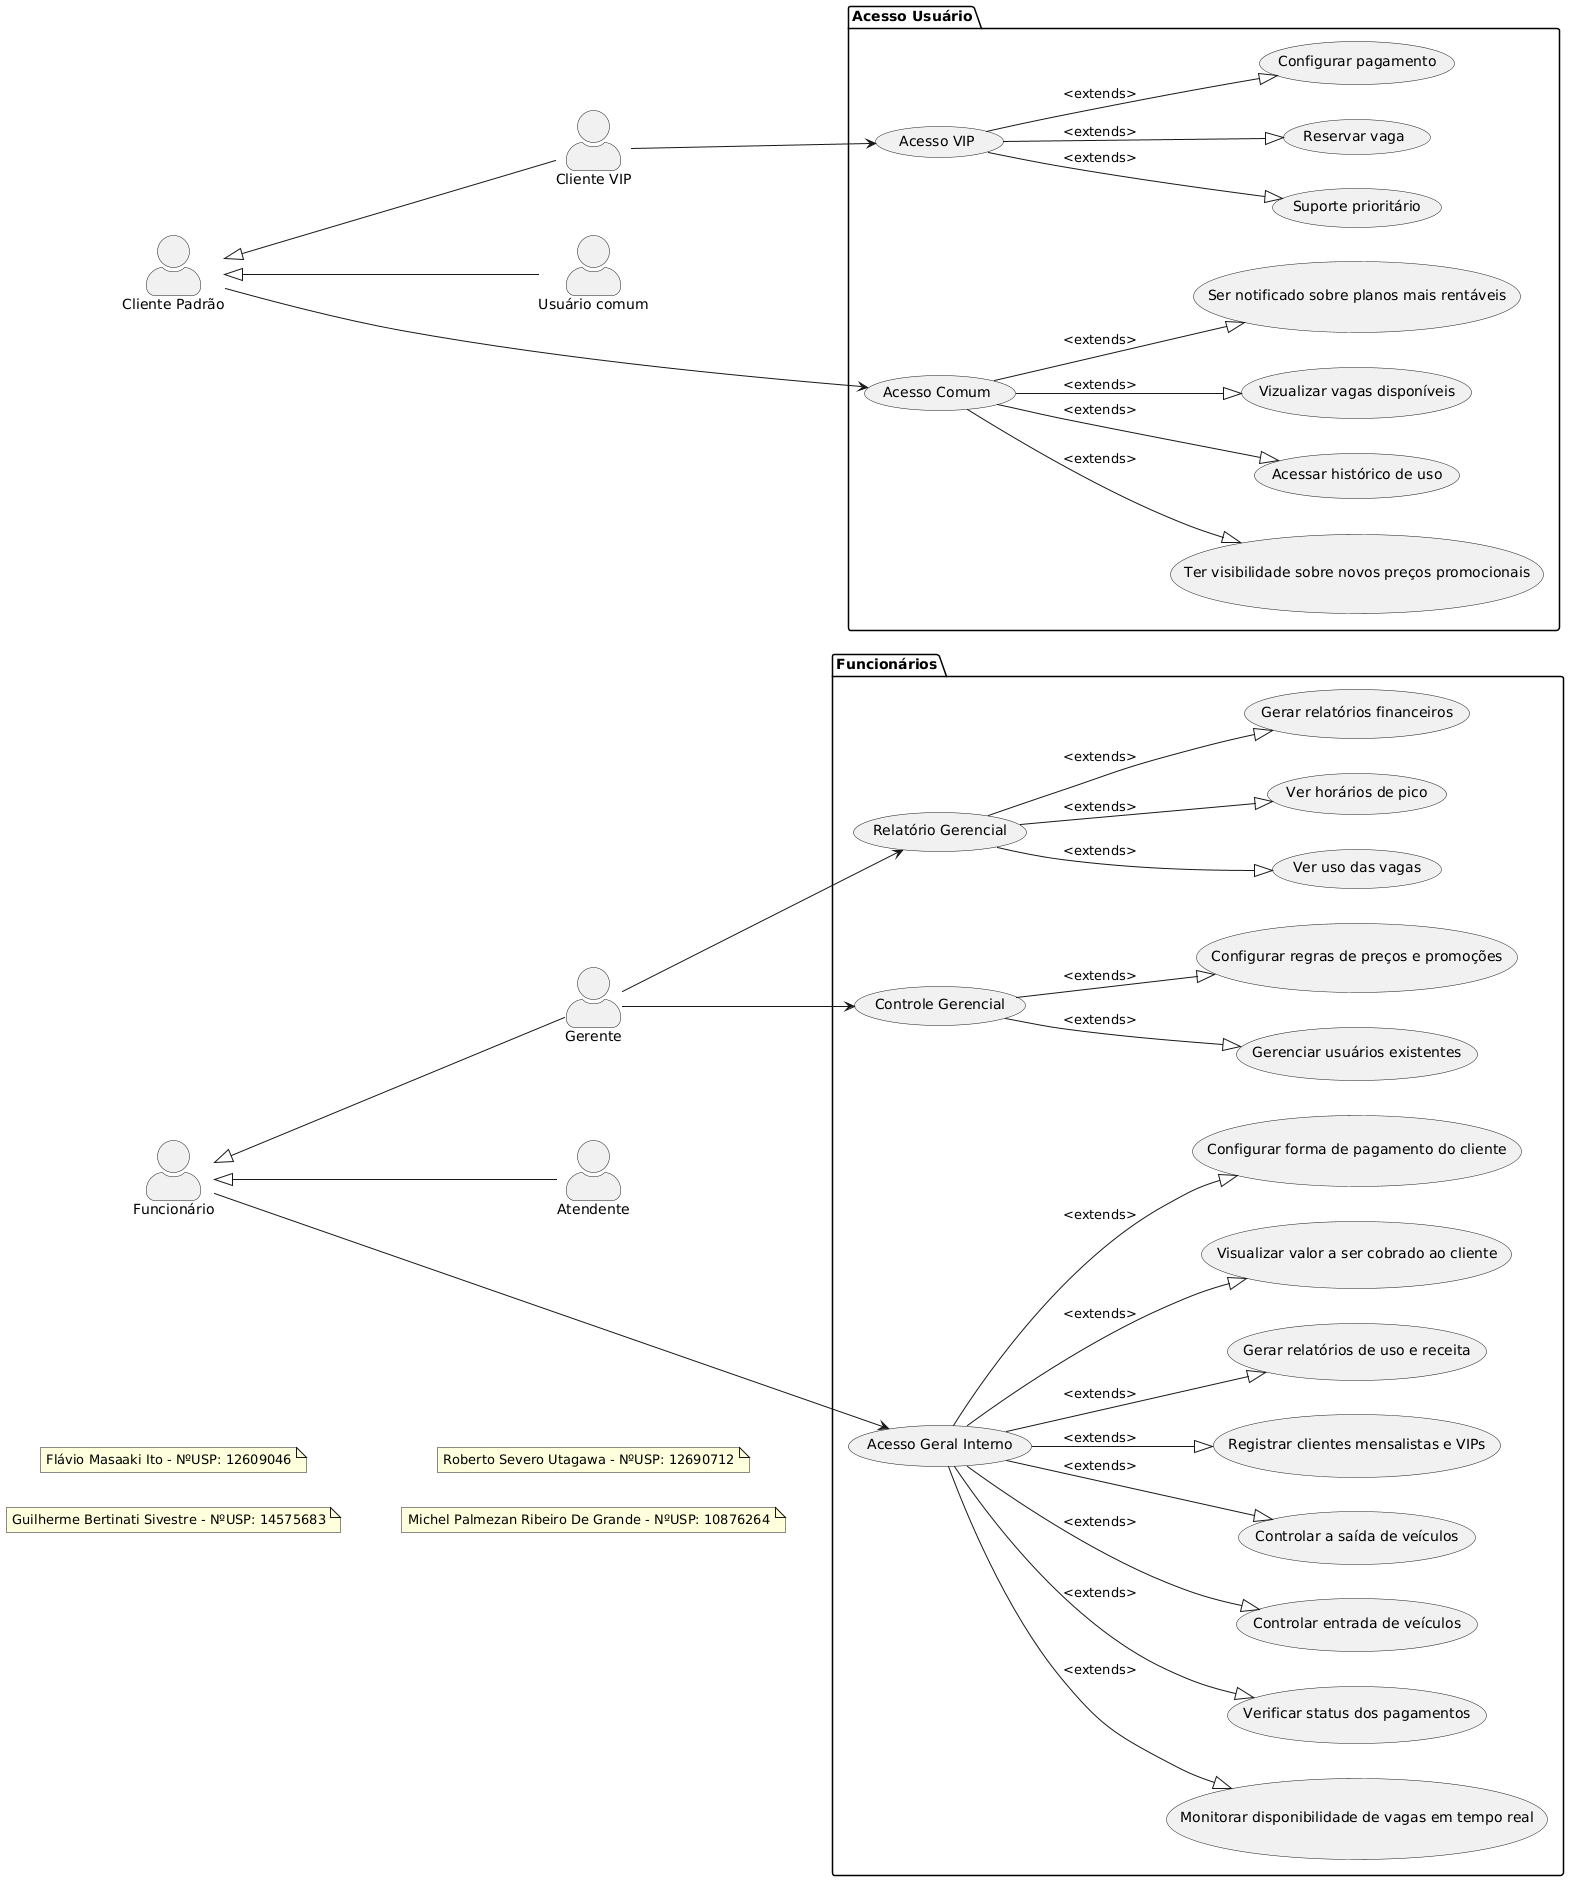 Acesso Usuário
Configurar pagamento
<extends>
Cliente VIP
Acesso VIP
<extends>
Reservar vaga
<extends>
Suporte prioritário
Cliente Padrão
Usuário comum
Ser notificado sobre planos mais rentáveis
<extends>
Acesso Comum
<extends>
Vizualizar vagas disponíveis
<extends>
Acessar histórico de uso
<extends>
Ter visibilidade sobre novos preços promocionais
Funcionários
Gerar relatórios financeiros
<extends>
Relatório Gerencial
<extends>
Ver horários de pico
<extends>
Ver uso das vagas
Gerente
Controle Gerencial
<extends>
Configurar regras de preços e promoções
<extends>
Gerenciar usuários existentes
Funcionário
Atendente
Configurar forma de pagamento do cliente
<extends>
Visualizar valor a ser cobrado ao cliente
<extends>
Gerar relatórios de uso e receita
<extends>
Acesso Geral Interno
<extends>
Registrar clientes mensalistas e VIPs
<extends>
Controlar a saída de veículos
<extends>
Controlar entrada de veículos
<extends>
Verificar status dos pagamentos
<extends>
Monitorar disponibilidade de vagas em tempo real
Flávio Masaaki Ito - NºUSP: 12609046
Roberto Severo Utagawa - NºUSP: 12690712
Guilherme Bertinati Sivestre - NºUSP: 14575683
Michel Palmezan Ribeiro De Grande - NºUSP: 10876264